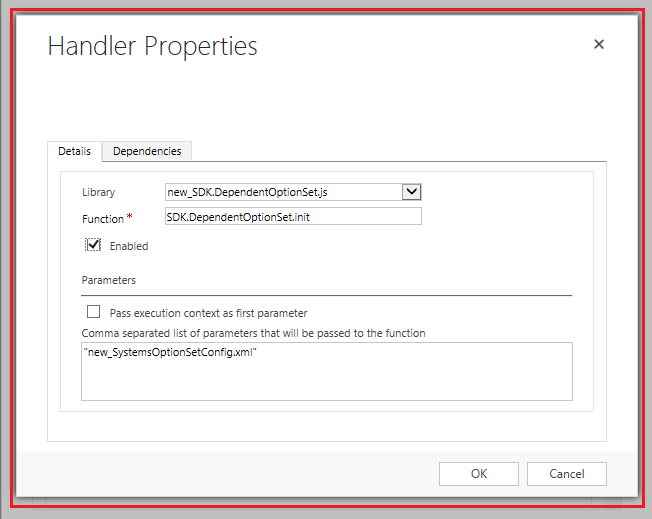 Handler Properties
Details
Dependencies
Library
new_SDK.DependentOptionSet.js
Function *
SDK.DependentOptionSet.init
Enabled
Parameters
Pass execution context as first parameter
Comma separated list of parameters that will be passed to the function
"new_SystemsOptionSetConfig.xml"
OK
Cancel